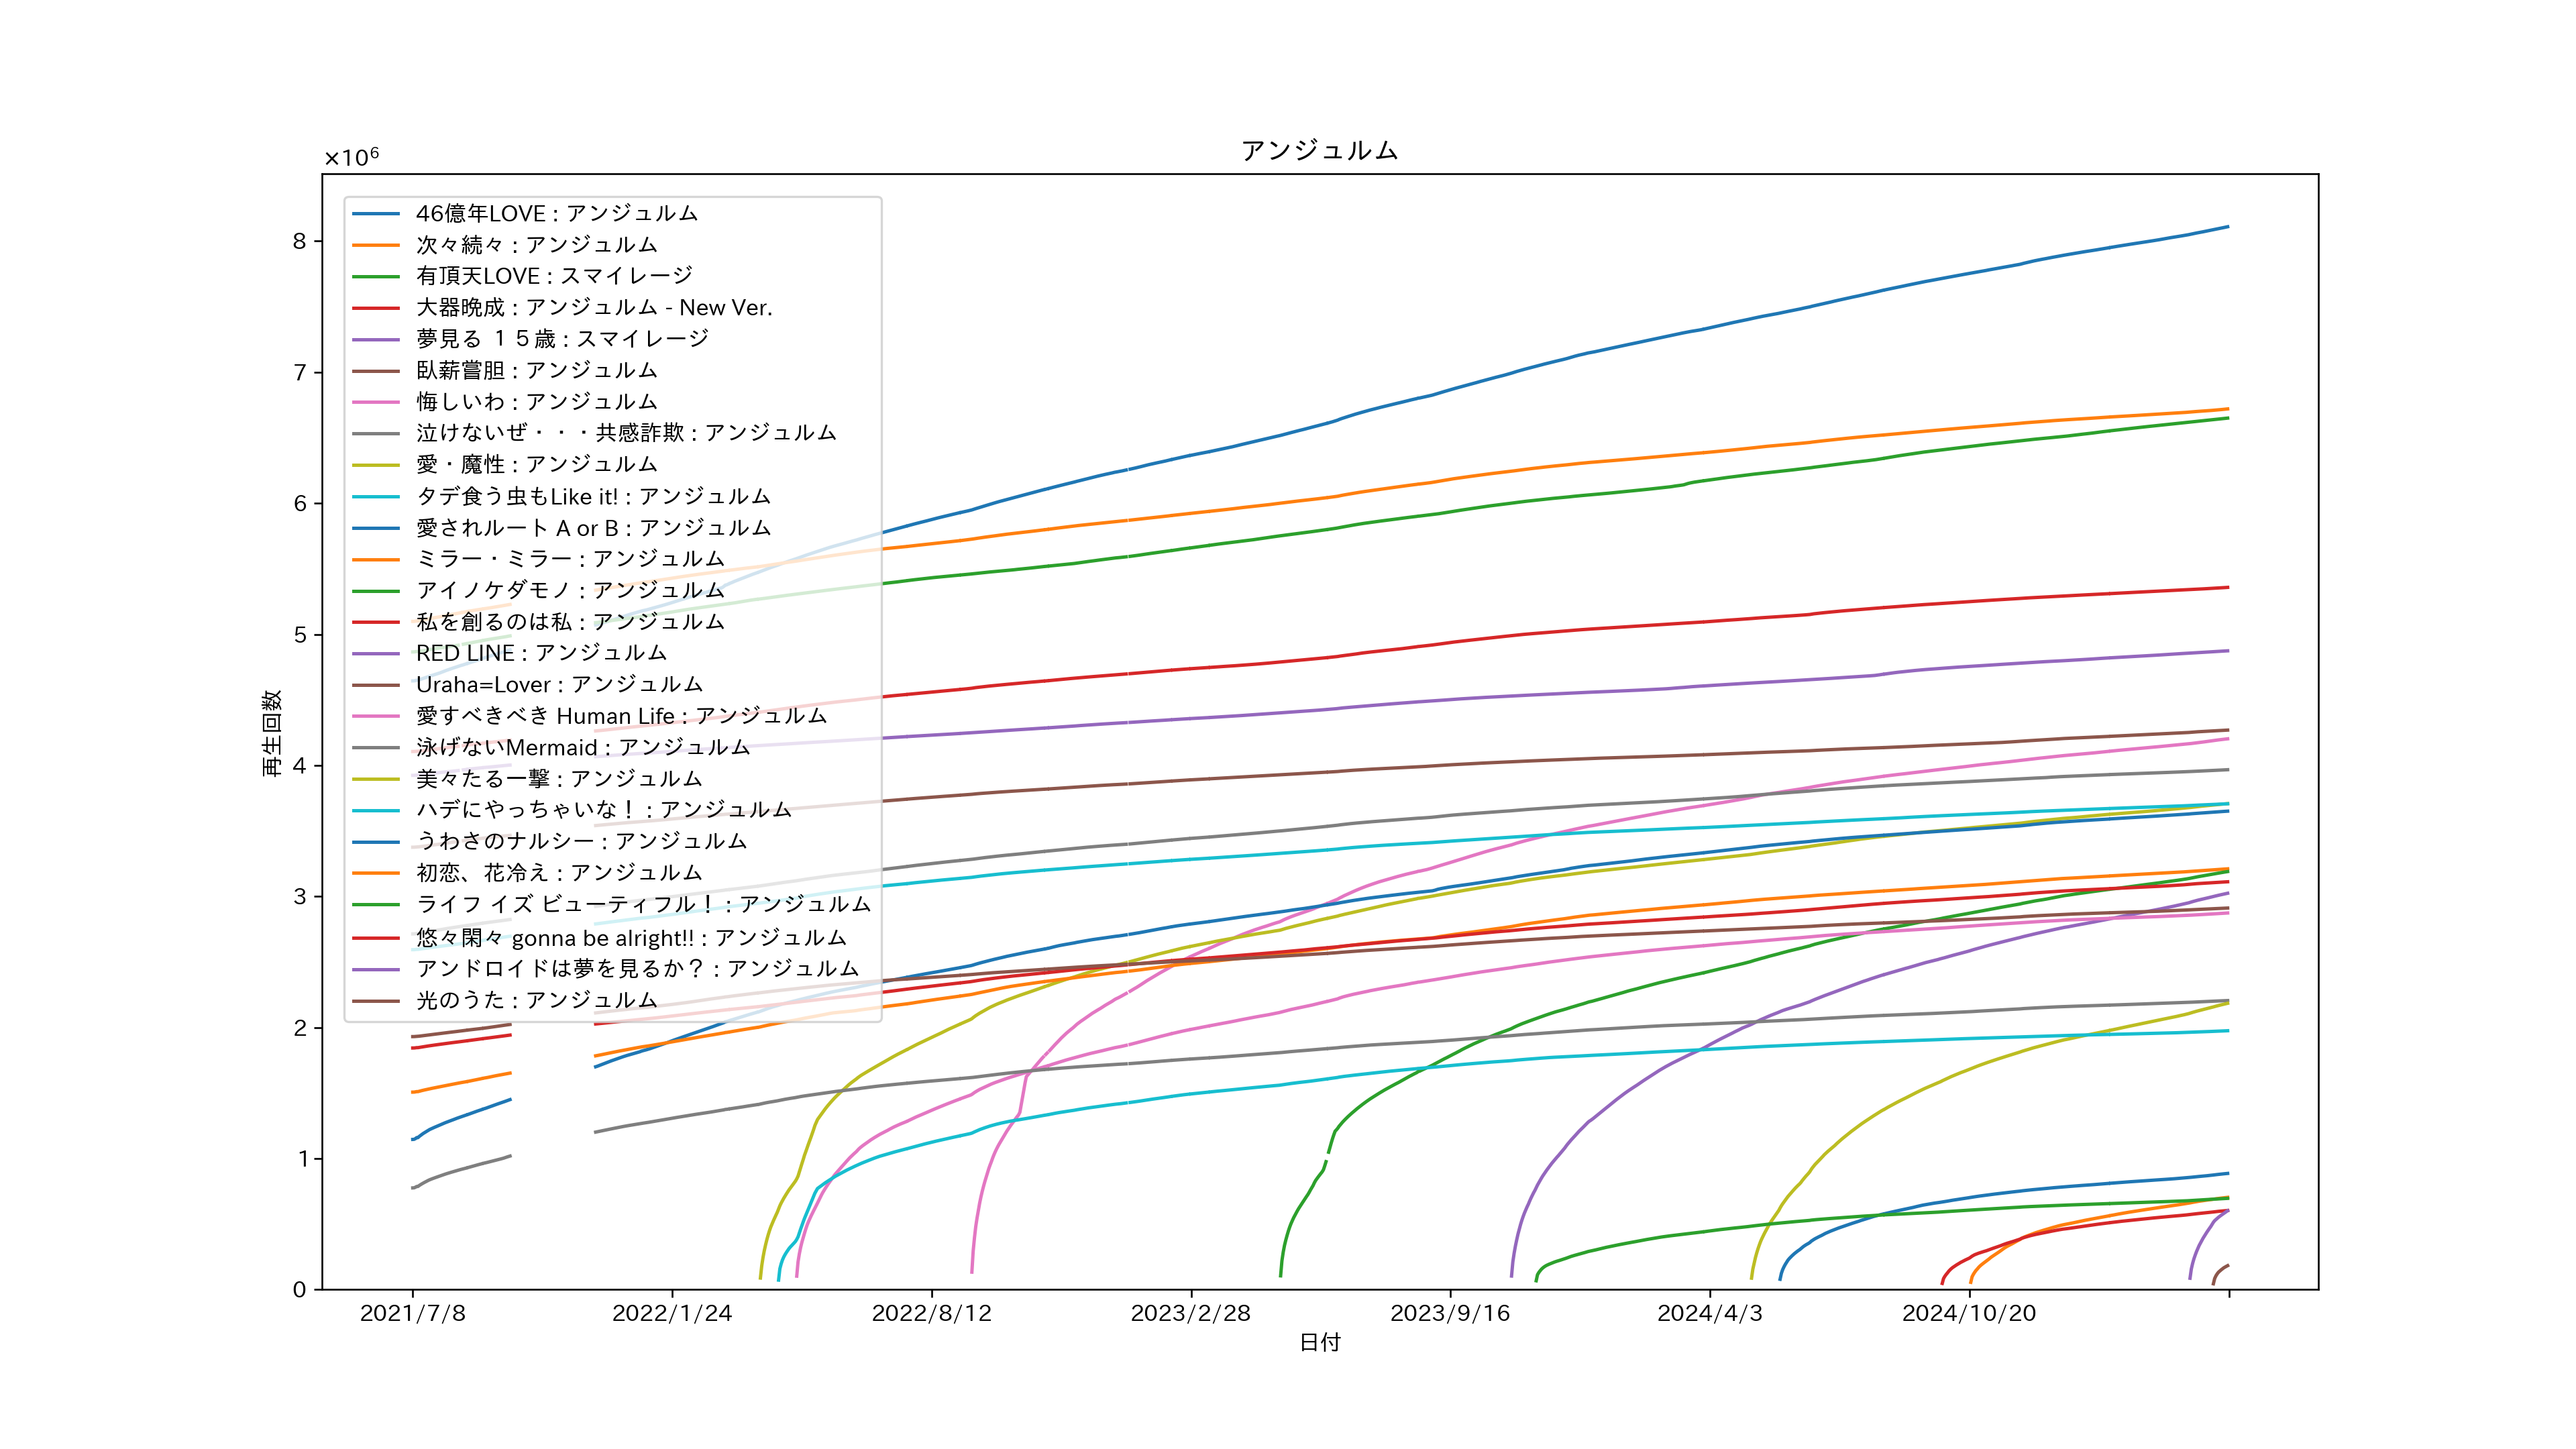 アンジュルム
×10⁶
46億年LOVE : アンジュルム
次々続々 : アンジュルム
有頂天LOVE : スマイレージ
大器晩成 : アンジュルム - New Ver.
夢見る １５歳 : スマイレージ
臥薪嘗胆 : アンジュルム
悔しいわ : アンジュルム
泣けないぜ・・・共感詐欺 : アンジュルム
愛・魔性 : アンジュルム
タデ食う虫もLike it! : アンジュルム
愛されルート A or B : アンジュルム
ミラー・ミラー : アンジュルム
アイノケダモノ : アンジュルム
私を創るのは私 : アンジュルム
RED LINE : アンジュルム
Uraha=Lover : アンジュルム
愛すべきべき Human Life : アンジュルム
泳げないMermaid : アンジュルム
美々たる一撃 : アンジュルム
ハデにやっちゃいな！ : アンジュルム
うわさのナルシー : アンジュルム
初恋、花冷え : アンジュルム
ライフ イズ ビューティフル！ : アンジュルム
悠々閑々 gonna be alright!! : アンジュルム
アンドロイドは夢を見るか？ : アンジュルム
光のうた : アンジュルム
8
7
6
5
4
3
2
1
0
再生回数
2021/7/8
2022/1/24
2022/8/12
2023/2/28
2023/9/16
2024/4/3
2024/10/20
日付